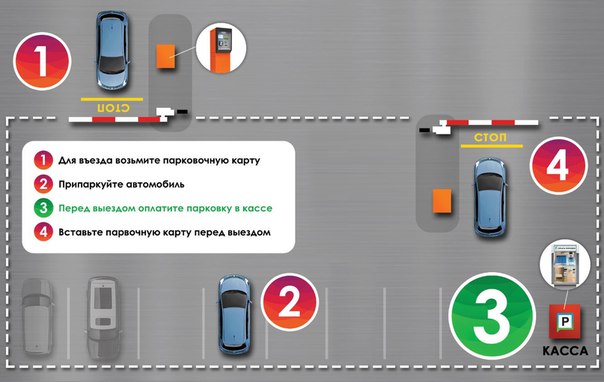 1
СТОП
СТОП
4
1 Для въезда возьмите парковочную карту
2 Припаркуйте автомобиль
3 Перед выездом оплатите парковку в кассе
4 Вставьте парвочную карту перед выездом
2
3
P
КАССА